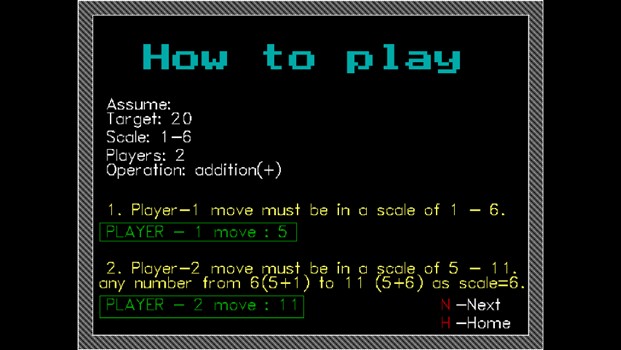 How to play
Assume:
Target: 20
Scale: 1-6
Players: 2
Operation: addition(+)
1. Player-1 move must be in a scale of 1 - 6.
PLAYER - 1 move : 5
2. Player-2 move must be in a scale of 5 - 11.
any number from 6(5+1) to 11 (5+6) as scale=6.
PLAYER - 2 move : 11
N -Next
H -Home